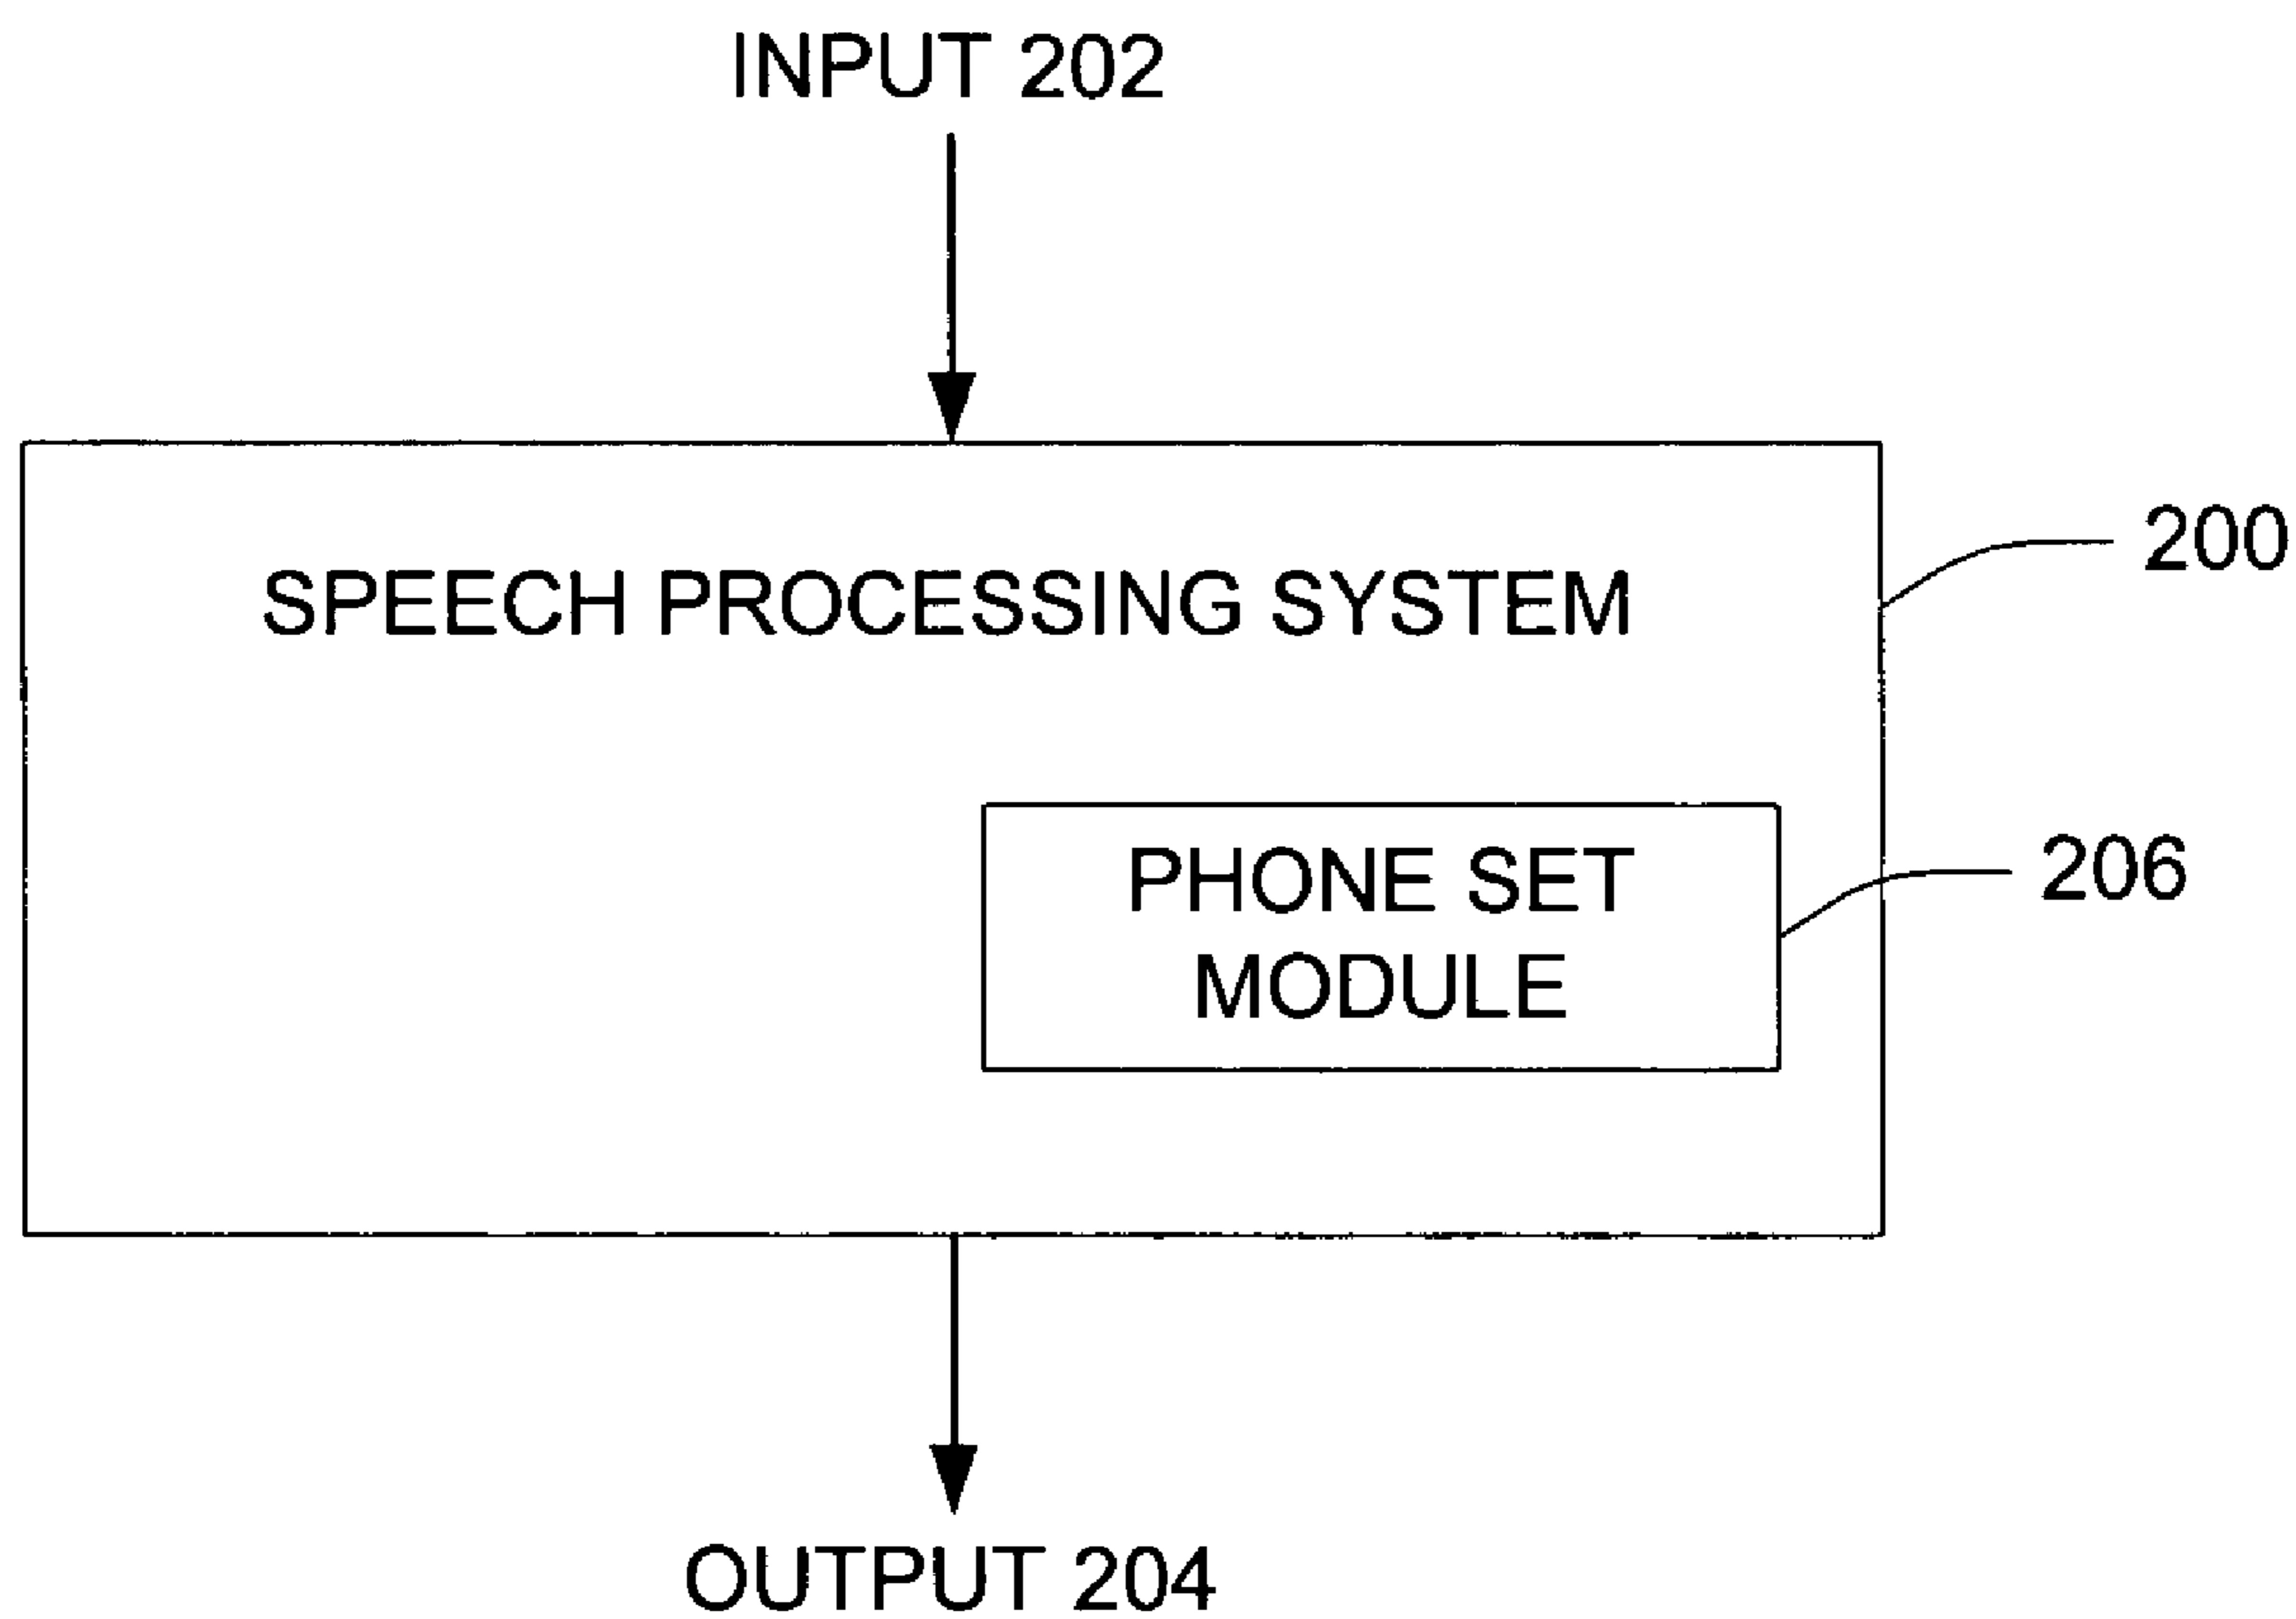 INPUT 202
200
SPEECH PROCESSING SYSTEM
PHONE SET
MODULE
206
OUTPUT 204